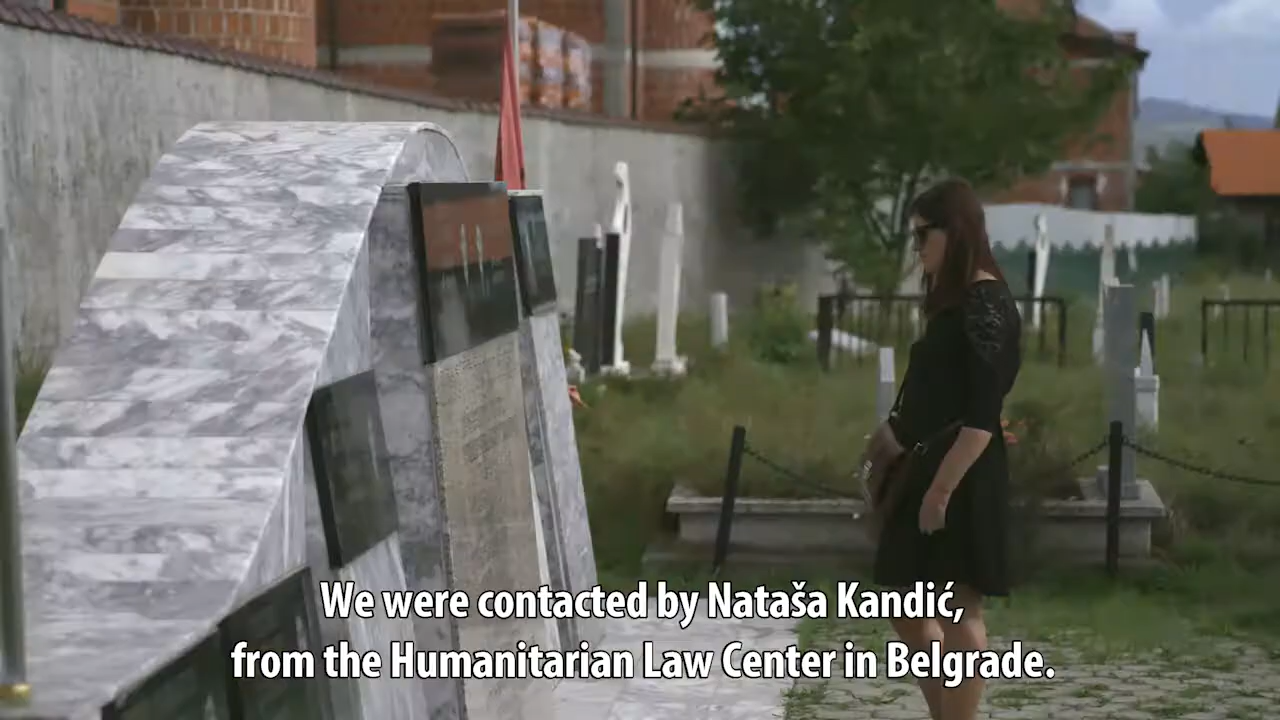 We were contacted by Nataša Kandić,
from the Humanitarian Law Center in Belgrade.